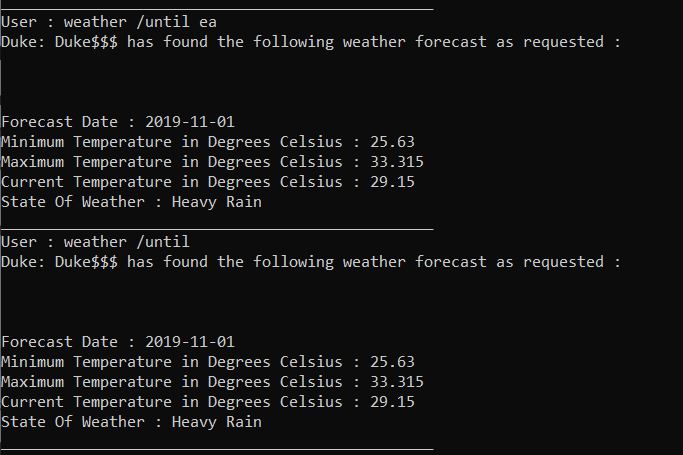 User : weather /until ea
Duke: Duke$$$ has found the following weather forecast as requested :
Forecast Date : 2019-11-01
Minimum Temperature in Degrees Celsius : 25.63
Maximum Temperature in Degrees Celsius : 33.315
Current Temperature in Degrees Celsius : 29.15
State Of Weather : Heavy Rain
User : weather /until
Duke: Duke$$$ has found the following weather forecast as requested :
Forecast Date : 2019-11-01
Minimum Temperature in Degrees Celsius : 25.63
Maximum Temperature in Degrees Celsius : 33.315
Current Temperature in Degrees Celsius : 29.15
State Of Weather : Heavy Rain